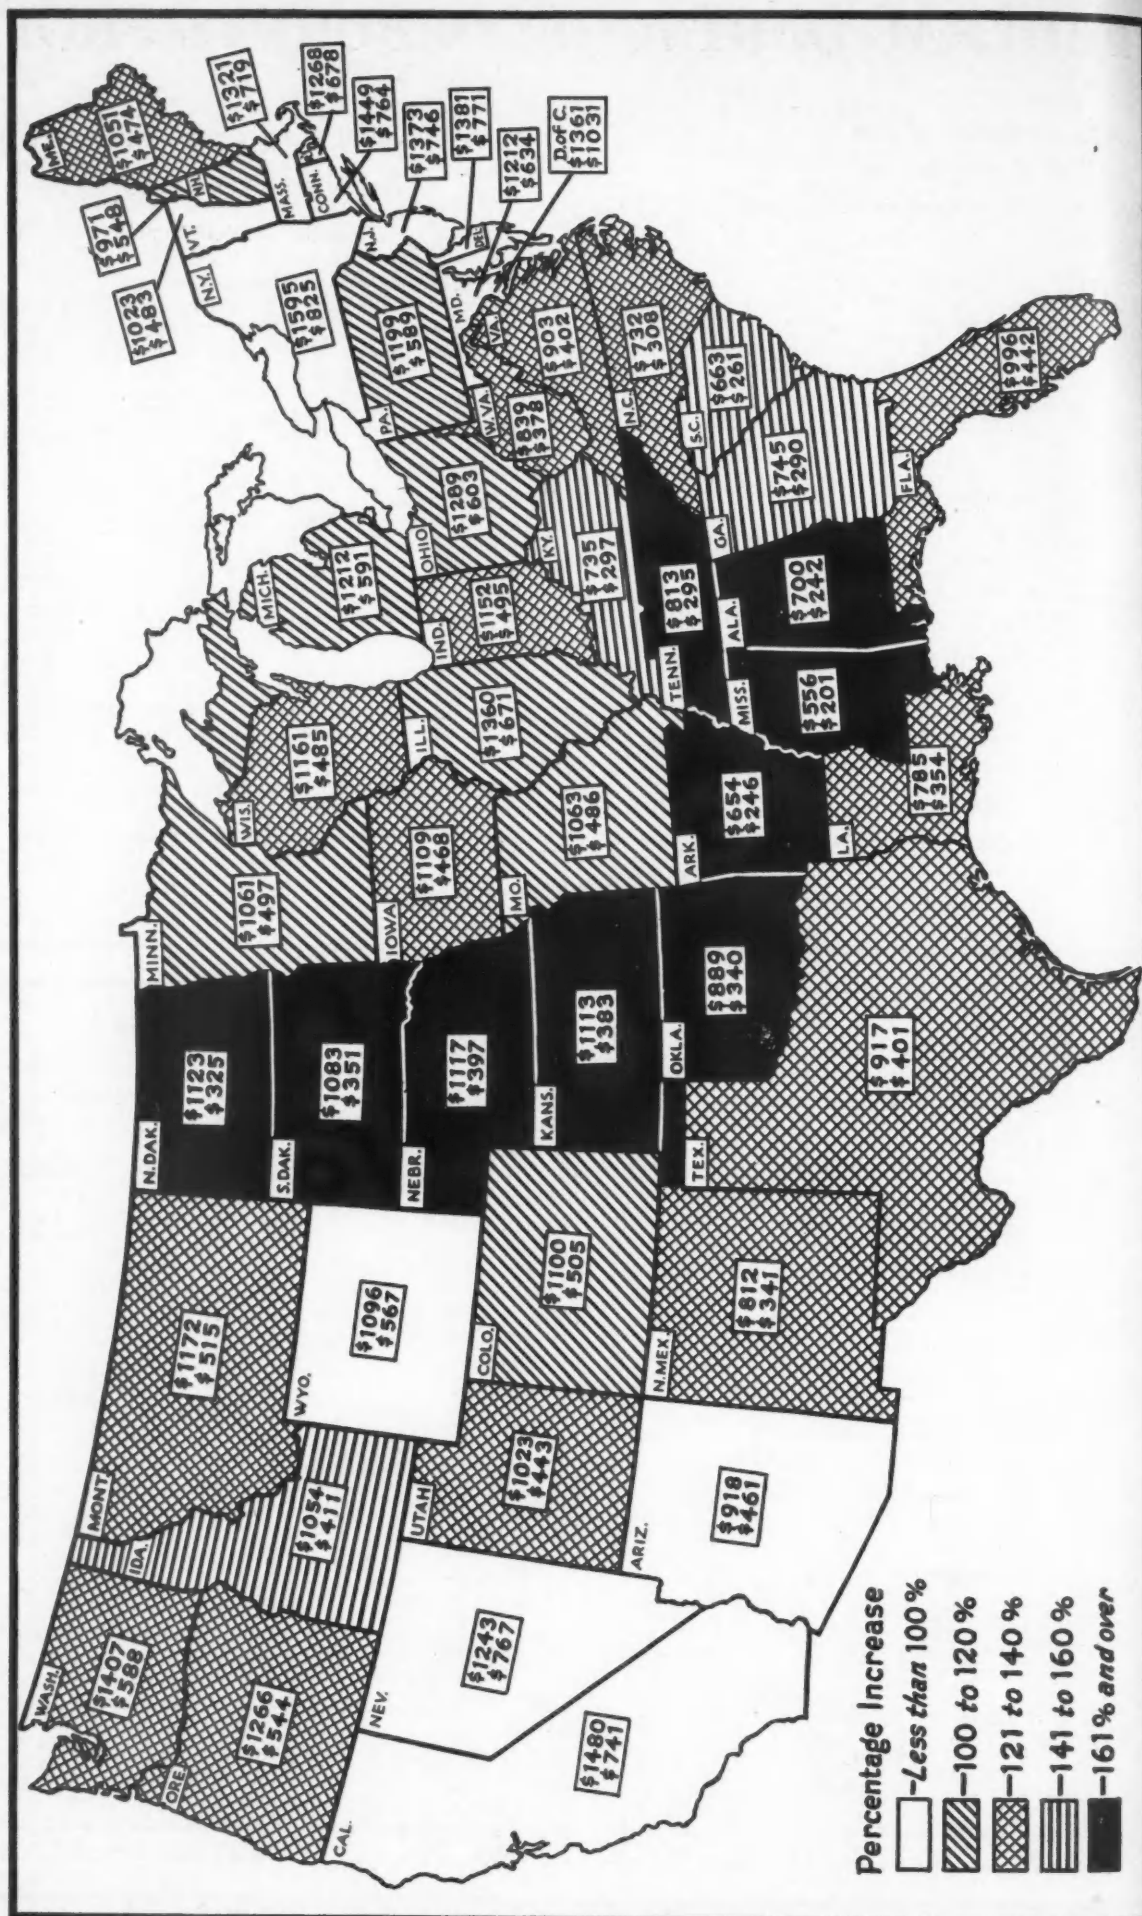 WASH.
$1407
$588
ORE.
$1266
$544
CAL.
$1480
$741
NEV.
$1243
$767
IDA.
$1054
$411
MONT.
$1172
$515
WYO.
$1096
$567
UTAH
$1023
$443
COLO.
$1100
$505
ARIZ.
$918
$461
N.MEX.
$812
$341
N.DAK.
$1123
$325
S.DAK.
$1083
$351
NEBR.
$1117
$397
KANS.
$1113
$383
OKLA.
$889
$340
TEX.
$917
$401
MINN.
$1061
$497
IOWA
$1109
$468
MO.
$1063
$486
ARK.
$654
$246
LA.
$785
$354
WIS.
$1161
$485
ILL.
$1360
$671
MICH.
$1212
$591
IND.
$1152
$495
OHIO
$1289
$603
KY.
$735
$297
TENN.
$813
$295
MISS.
$556
$201
ALA.
$700
$242
GA.
$745
$290
FLA.
$996
$442
S.C.
$663
$261
N.C.
$732
$308
VA.
$903
$402
W.VA.
$839
$378
PA.
$1199
$589
N.Y.
$1595
$825
VT.
$1023
$483
N.H.
$971
$548
ME.
$1051
$474
MASS.
$1321
$719
R.I.
$1268
$678
CONN.
$1449
$764
N.J.
$1373
$746
DEL.
$1381
$771
MD.
$1212
$634
D.of C.
$1361
$1031
Percentage Increase
-Less than 100%
-100 to 120%
-121 to 140%
-141 to 160%
-161% and over